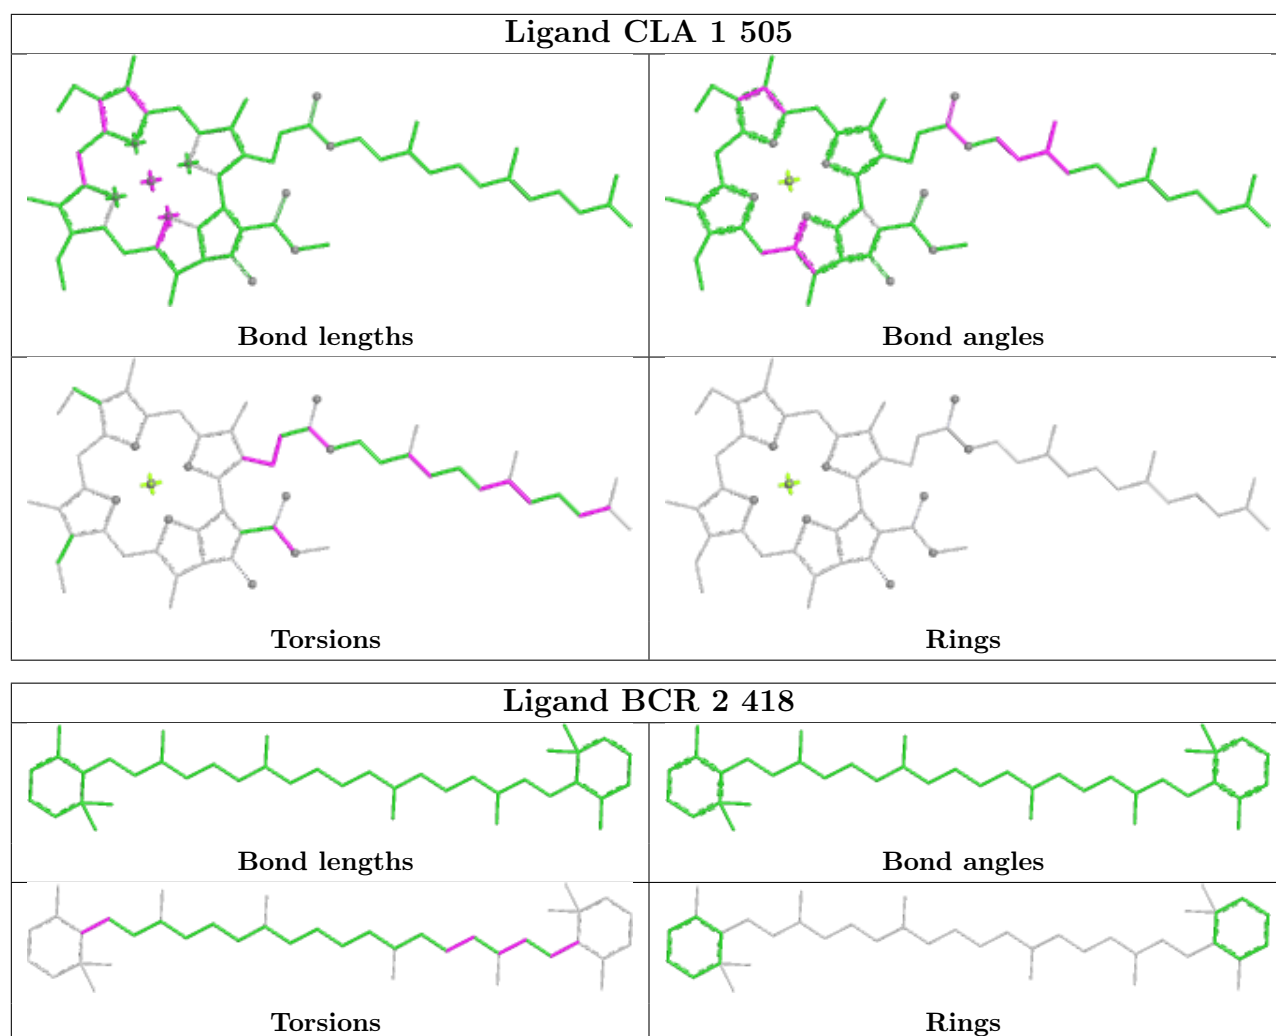 Ligand CLA 1 505
Bond lengths
Bond angles
Torsions
Rings
Ligand BCR 2 418
Bond lengths
Bond angles
Torsions
Rings